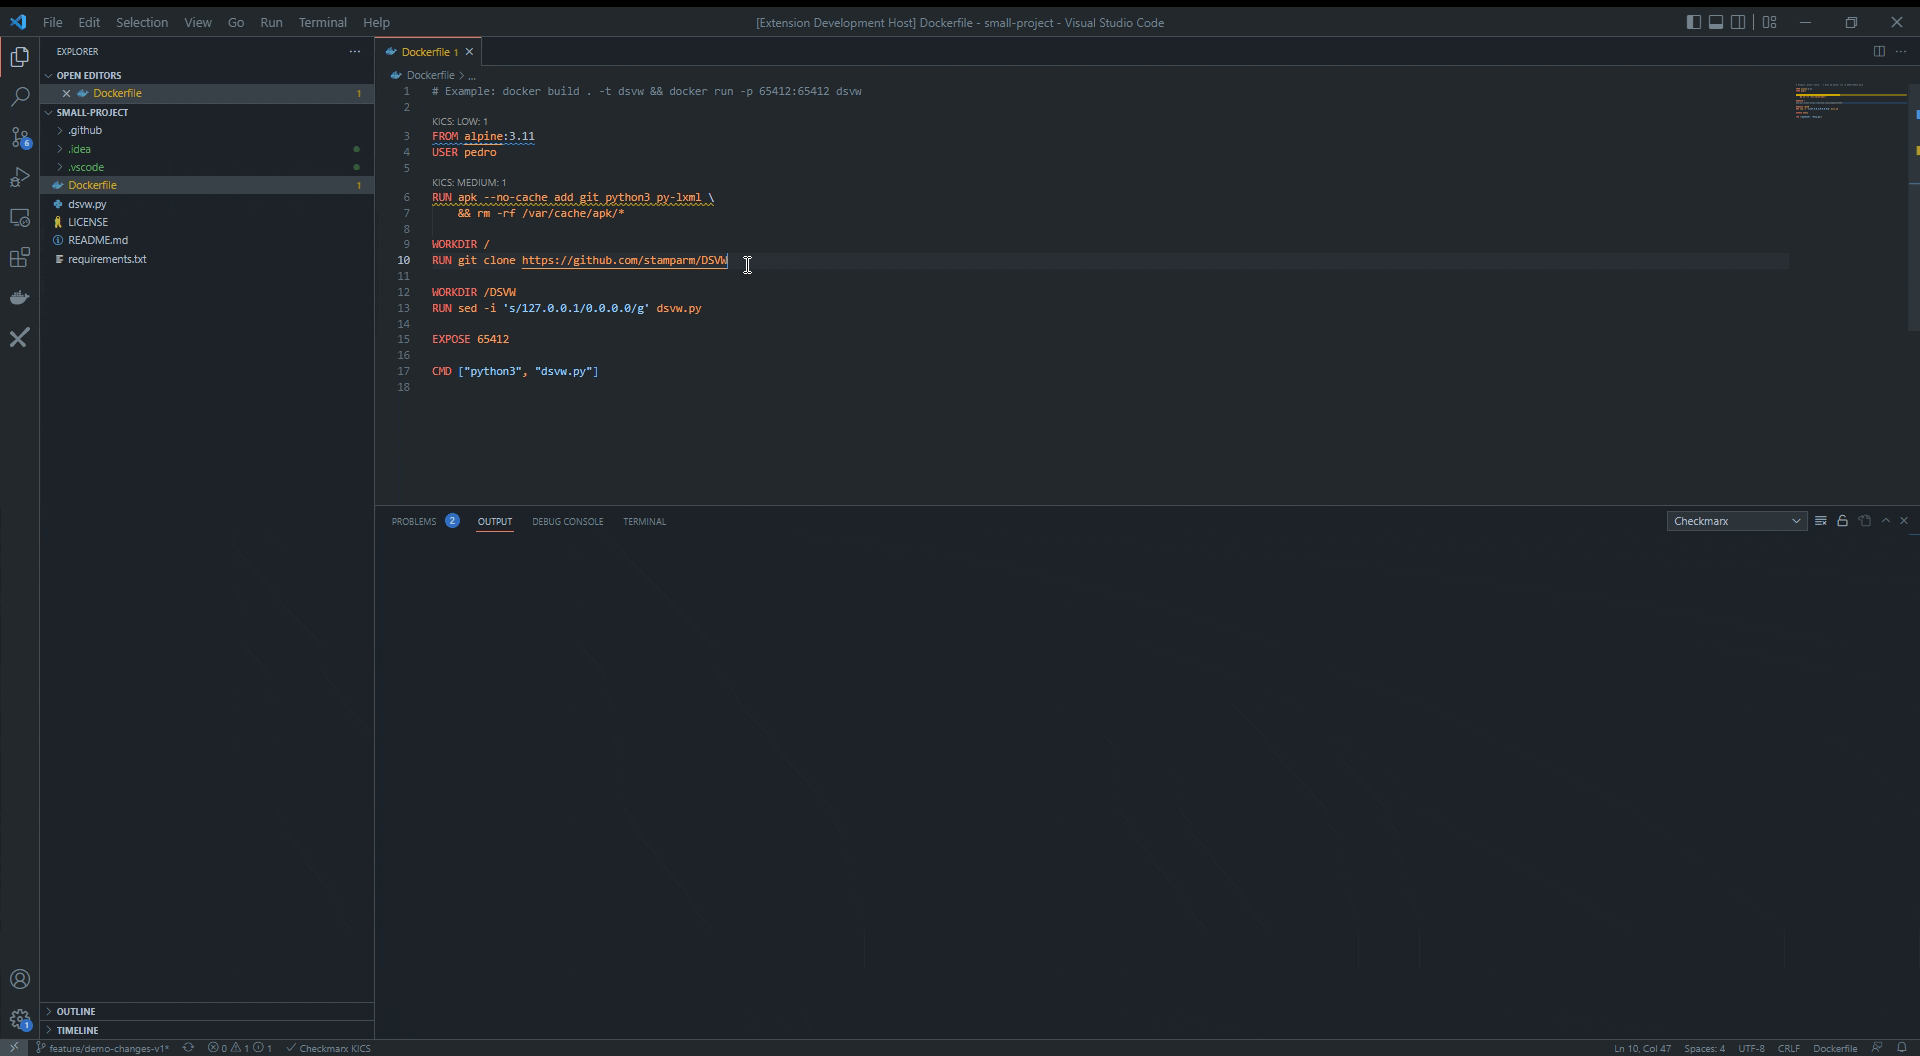 File Edit Selection View Go Run Terminal Help
[Extension Development Host] Dockerfile - small-project - Visual Studio Code
EXPLORER
OPEN EDITORS
Dockerfile 1
SMALL-PROJECT
.github
.idea
.vscode
Dockerfile 1
dsvw.py
LICENSE
README.md
requirements.txt
6
OUTLINE
TIMELINE
1
Dockerfile 1
Dockerfile > ...
1 # Example: docker build . -t dsvw && docker run -p 65412:65412 dsvw
2
KICS: LOW: 1
3 FROM alpine:3.11
4 USER pedro
5
KICS: MEDIUM: 1
6 RUN apk --no-cache add git python3 py-lxml \
7 && rm -rf /var/cache/apk/*
8
9 WORKDIR /
10 RUN git clone https://github.com/stamparm/DSVW
11
12 WORKDIR /DSVW
13 RUN sed -i 's/127.0.0.1/0.0.0.0/g' dsvw.py
14
15 EXPOSE 65412
16
17 CMD ["python3", "dsvw.py"]
18
PROBLEMS 2 OUTPUT DEBUG CONSOLE TERMINAL
Checkmarx
feature/demo-changes-v1* 0 1 1 Checkmarx KICS
Ln 10, Col 47 Spaces: 4 UTF-8 CRLF Dockerfile